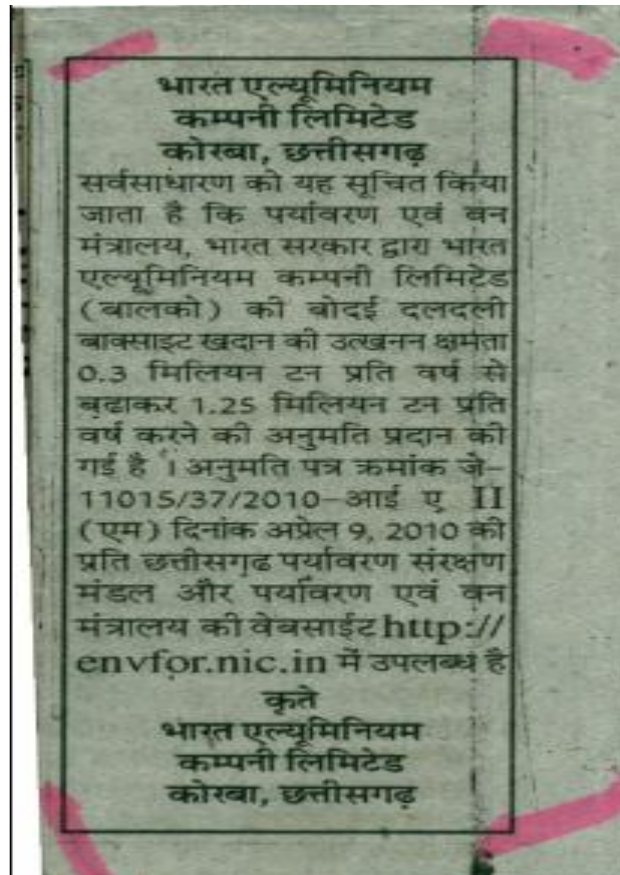 भारत एल्यूमिनियम
कम्पनी लिमिटेड
कोरबा, छत्तीसगढ़
सर्वसाधारण को यह सूचित किया
जाता है कि पर्यावरण एवं वन
मंत्रालय, भारत सरकार द्वारा भारत
एल्यूमिनियम कम्पनी लिमिटेड
(बालको) की बोदई दलदली
बाक्साइट खदान की उत्खनन क्षमता
0.3 मिलियन टन प्रति वर्ष से
बढाकर 1.25 मिलियन टन प्रति
वर्ष करने की अनुमति प्रदान की
गई है । अनुमति पत्र क्रमांक जे–
11015/37/2010–आई ए II
(एम) दिनांक अप्रेल 9, 2010 की
प्रति छत्तीसगढ पर्यावरण संरक्षण
मंडल और पर्यावरण एवं वन
मंत्रालय की वेबसाईट http://
envfor.nic.in में उपलब्ध है
कृते
भारत एल्यूमिनियम
कम्पनी लिमिटेड
कोरबा, छत्तीसगढ़